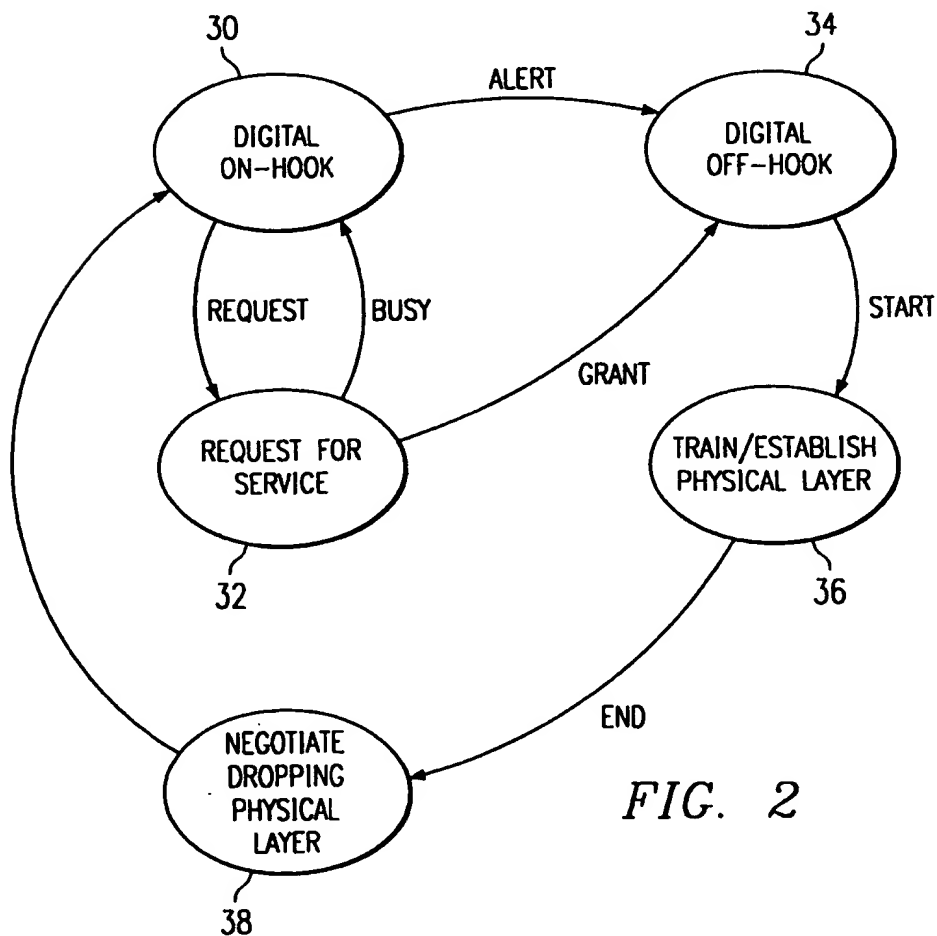 30
34
ALERT
DIGITAL
ON-HOOK
DIGITAL
OFF-HOOK
REQUEST
BUSY
START
GRANT
REQUEST FOR
SERVICE
TRAIN/ESTABLISH
PHYSICAL LAYER
32
36
END
NEGOTIATE
DROPPING
PHYSICAL
LAYER
FIG. 2
38